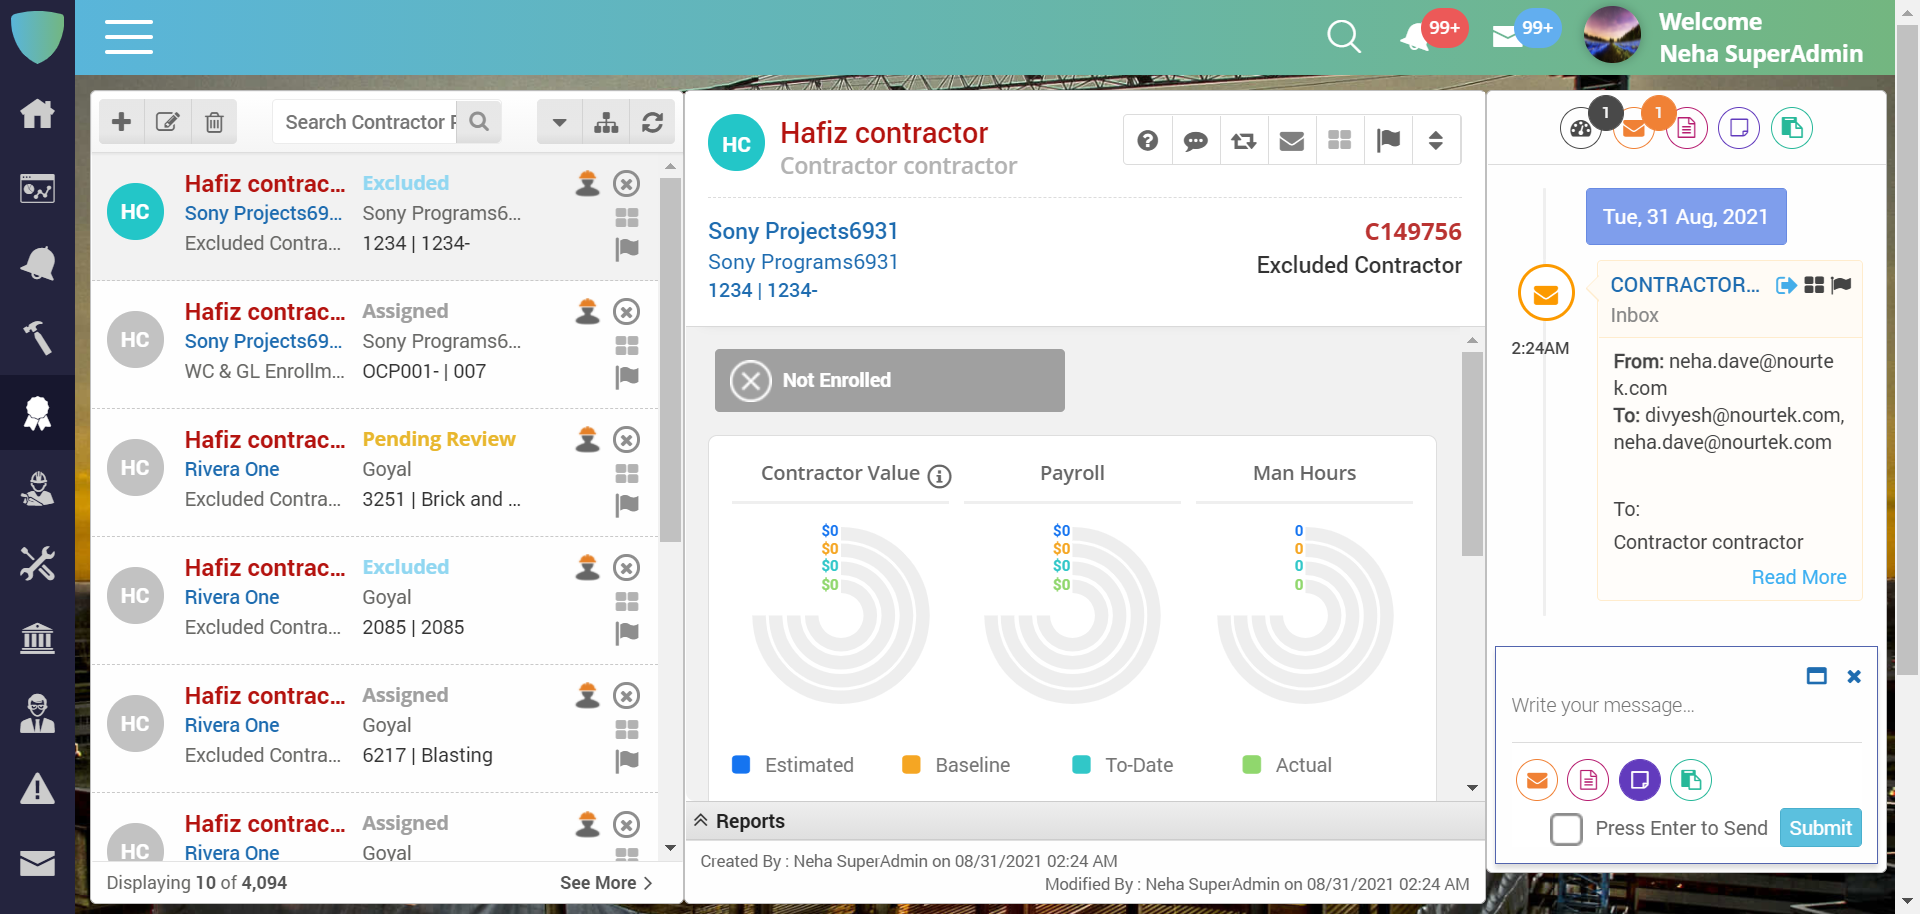 99+
99+
Welcome
Neha SuperAdmin
Search Contractor
HC
Hafiz contrac...
Excluded
Sony Projects69...
Sony Programs6...
Excluded Contra...
1234 | 1234-
HC
Hafiz contrac...
Assigned
Sony Projects69...
Sony Programs6...
WC & GL Enrollm...
OCP001- | 007
HC
Hafiz contrac...
Pending Review
Rivera One
Goyal
Excluded Contra...
3251 | Brick and ...
HC
Hafiz contrac...
Excluded
Rivera One
Goyal
Excluded Contra...
2085 | 2085
HC
Hafiz contrac...
Assigned
Rivera One
Goyal
Excluded Contra...
6217 | Blasting
HC
Hafiz contrac...
Assigned
Rivera One
Goyal
Displaying 10 of 4,094
See More
HC
Hafiz contractor
Contractor contractor
Sony Projects6931
C149756
Sony Programs6931
Excluded Contractor
1234 | 1234-
Not Enrolled
Contractor Value
$0
$0
$0
$0
Payroll
$0
$0
$0
$0
Man Hours
0
0
0
0
Estimated
Baseline
To-Date
Actual
Reports
Created By : Neha SuperAdmin on 08/31/2021 02:24 AM
Modified By : Neha SuperAdmin on 08/31/2021 02:24 AM
1
1
Tue, 31 Aug, 2021
2:24AM
CONTRACTOR...
Inbox
From: neha.dave@nourte
k.com
To: divyesh@nourtek.com,
neha.dave@nourtek.com
To:
Contractor contractor
Read More
Write your message...
Press Enter to Send
Submit